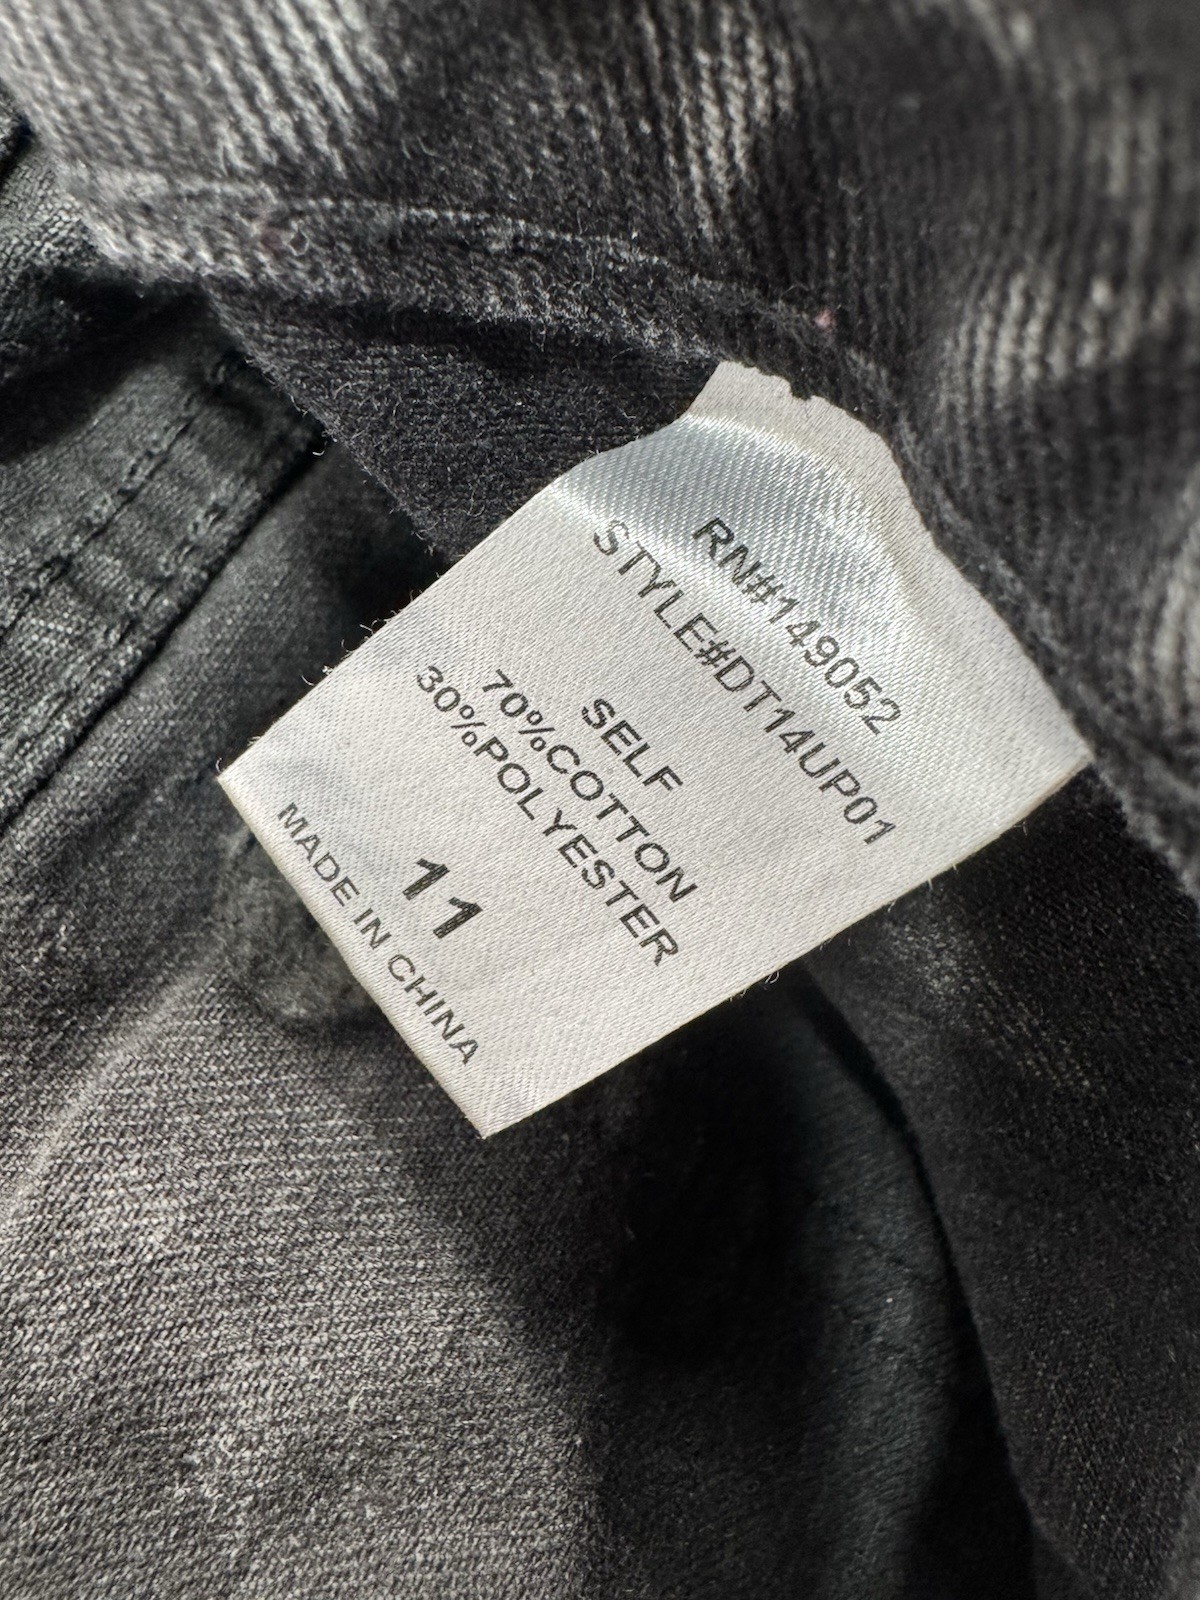 RN#149052
STYLE#DT14UP01
SELF
70%COTTON
30%POLYESTER
11
MADE IN CHINA